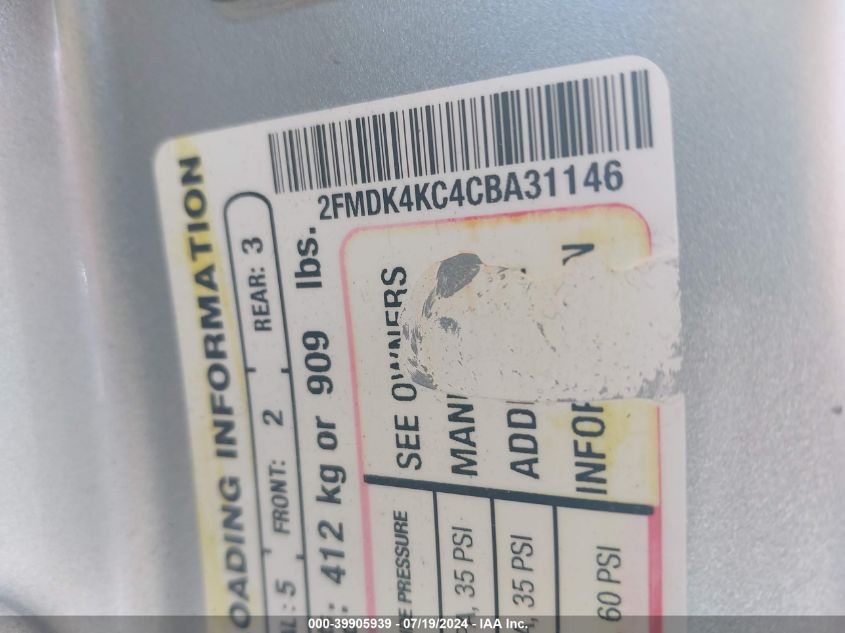 2FMDK4KC4CBA31146
OADING INFORMATION
AL: 5 FRONT: 2 REAR: 3
: 412 kg or 909 lbs.
PRESSURE SEE OWNERS
, 35 PSI
, 35 PSI ADD
60 PSI INFOR
000-39905939 - 07/19/2024 - IAA Inc.